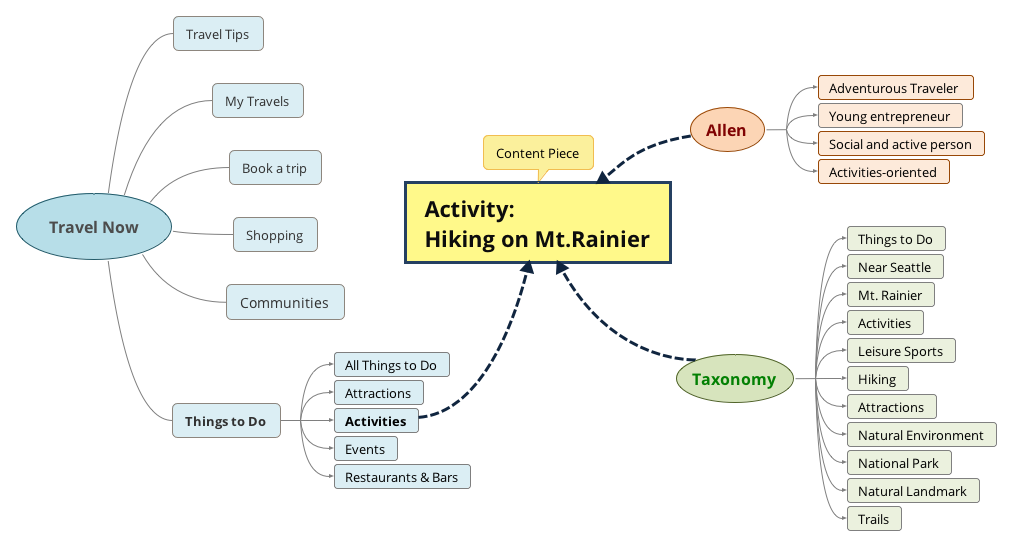 Travel Now
Travel Tips
My Travels
Book a trip
Shopping
Communities
Things to Do
All Things to Do
Attractions
Activities
Events
Restaurants & Bars
Content Piece
Activity:
Hiking on Mt.Rainier
Allen
Adventurous Traveler
Young entrepreneur
Social and active person
Activities-oriented
Taxonomy
Things to Do
Near Seattle
Mt. Rainier
Activities
Leisure Sports
Hiking
Attractions
Natural Environment
National Park
Natural Landmark
Trails